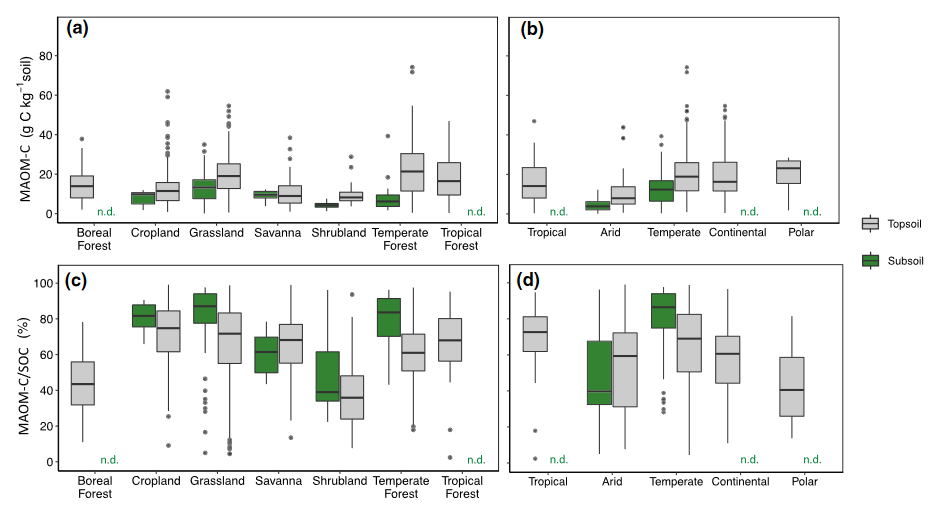 (a)
(b)
MAOM-C (g C kg⁻¹soil)
80
60
40
20
0
n.d.
n.d.
n.d.
n.d.
n.d.
Boreal Forest
Cropland
Grassland
Savanna
Shrubland
Temperate Forest
Tropical Forest
Tropical
Arid
Temperate
Continental
Polar
Topsoil
Subsoil
(c)
(d)
MAOM-C/SOC (%)
100
80
60
40
20
0
n.d.
n.d.
n.d.
n.d.
n.d.
Boreal Forest
Cropland
Grassland
Savanna
Shrubland
Temperate Forest
Tropical Forest
Tropical
Arid
Temperate
Continental
Polar